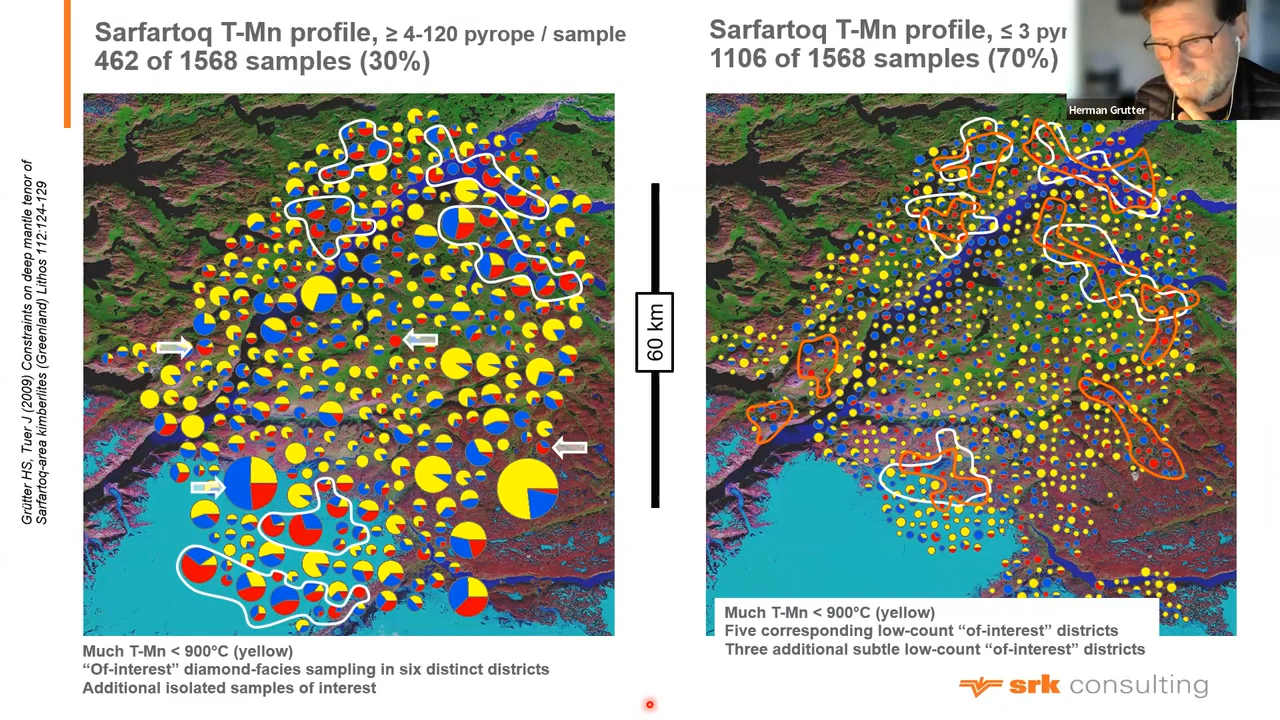 Sarfartoq T-Mn profile, ≥ 4-120 pyrope / sample
462 of 1568 samples (30%)
Sarfartoq T-Mn profile, ≤ 3 pyr
1106 of 1568 samples (70%)
Herman Grutter
Grütter HS, Tuer J (2009) Constraints on deep mantle tenor of
Sarfartoq-area kimberlites (Greenland) Lithos 112:124-129
60 km
Much T-Mn < 900°C (yellow)
"Of-interest" diamond-facies sampling in six distinct districts
Additional isolated samples of interest
Much T-Mn < 900°C (yellow)
Five corresponding low-count "of-interest" districts
Three additional subtle low-count "of-interest" districts
srk consulting